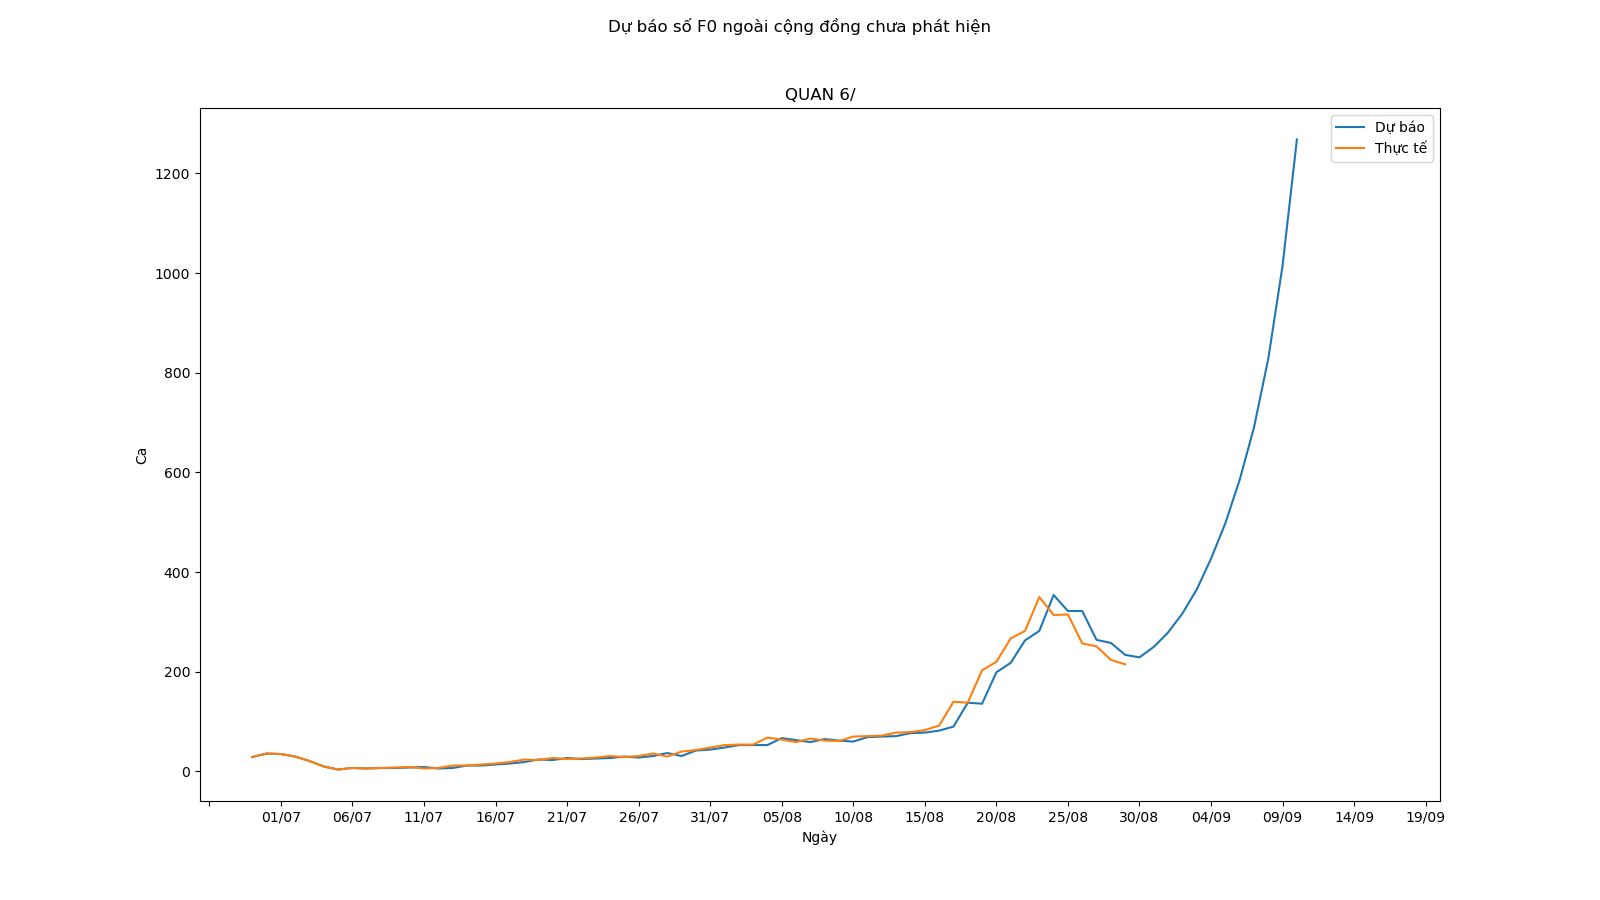 Dự báo số F0 ngoài cộng đồng chưa phát hiện
QUAN 6/
Dự báo
Thực tế
1200
1000
800
600
400
200
0
Ca
01/07 06/07 11/07 16/07 21/07 26/07 31/07 05/08 10/08 15/08 20/08 25/08 30/08 04/09 09/09 14/09 19/09
Ngày